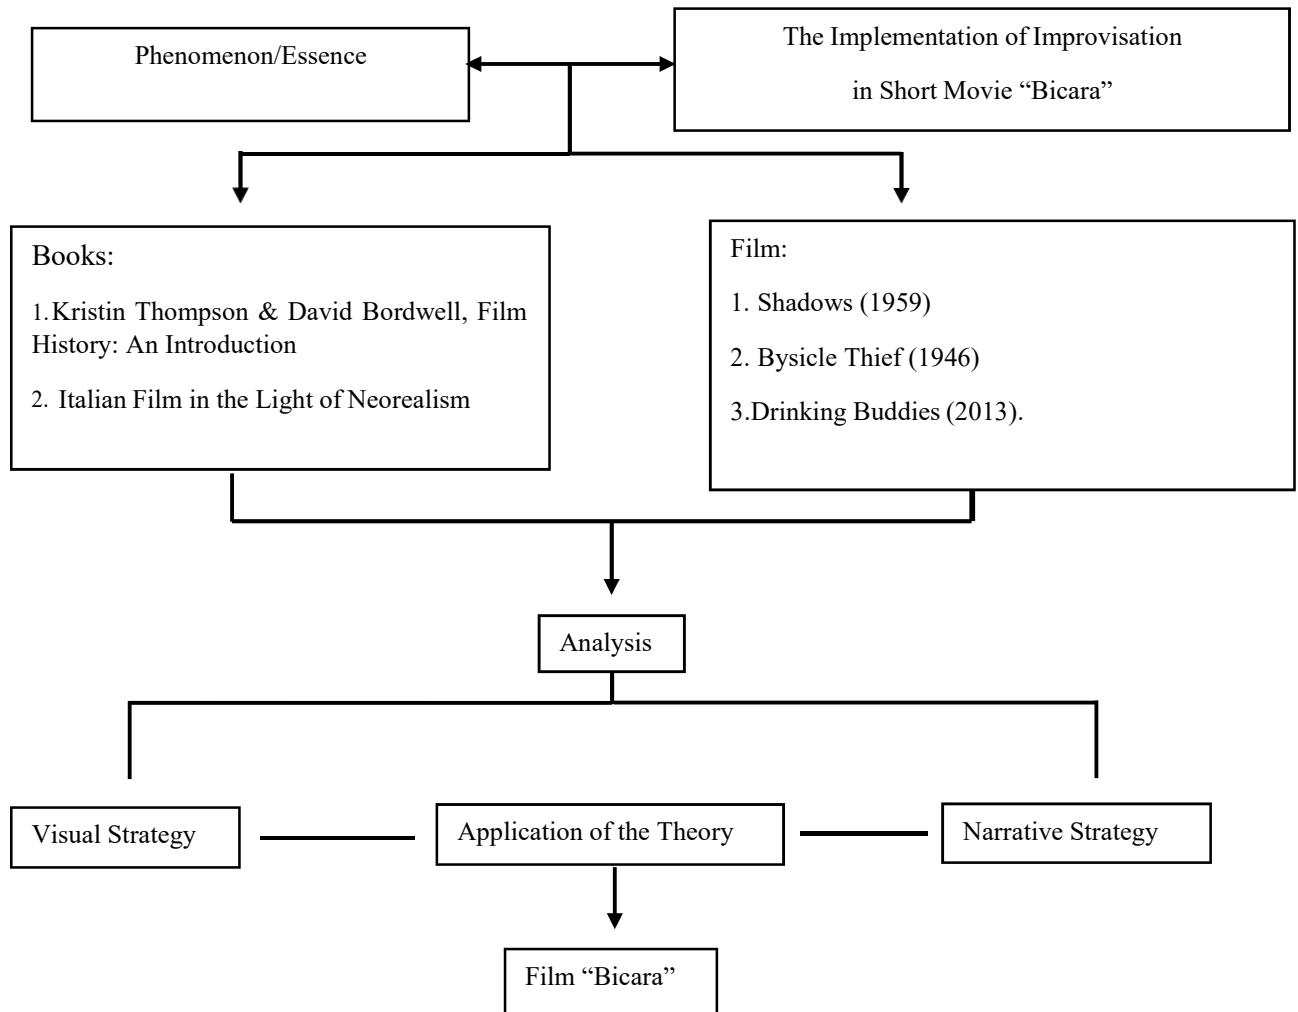 Phenomenon/Essence
The Implementation of Improvisation
in Short Movie “Bicara”
Books:
1.Kristin Thompson & David Bordwell, Film
History: An Introduction
2. Italian Film in the Light of Neorealism
Film:
1. Shadows (1959)
2. Bysicle Thief (1946)
3.Drinking Buddies (2013).
Analysis
Visual Strategy
Application of the Theory
Narrative Strategy
Film “Bicara”